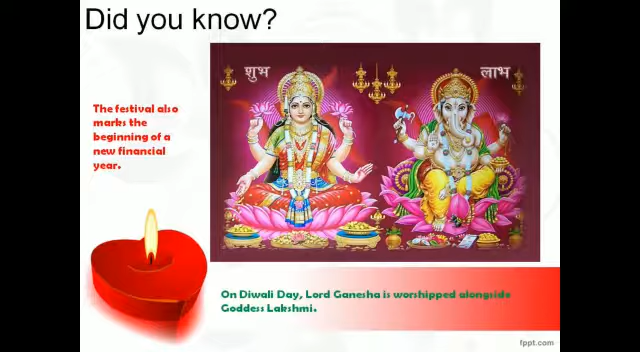 Did you know?
शुभ
लाभ
The festival also
marks the
beginning of a
new financial
year.
On Diwali Day, Lord Ganesha is worshipped alongside
Goddess Lakshmi.
fppt.com